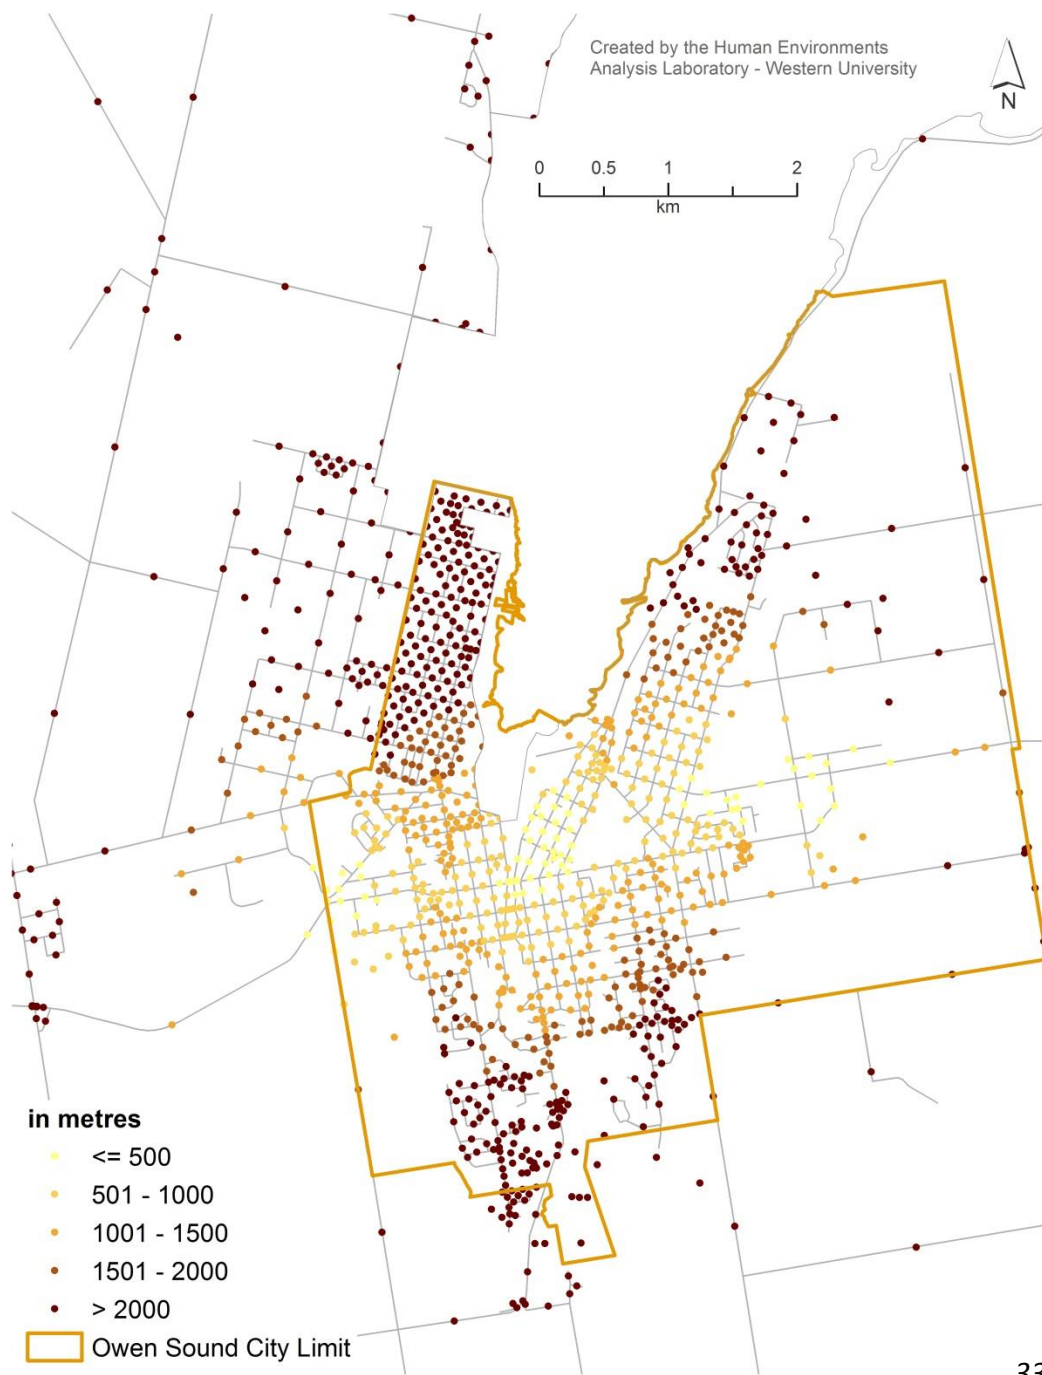 Created by the Human Environments
Analysis Laboratory - Western University
N
0 0.5 1 2
km
in metres
<= 500
501 - 1000
1001 - 1500
1501 - 2000
> 2000
Owen Sound City Limit
33